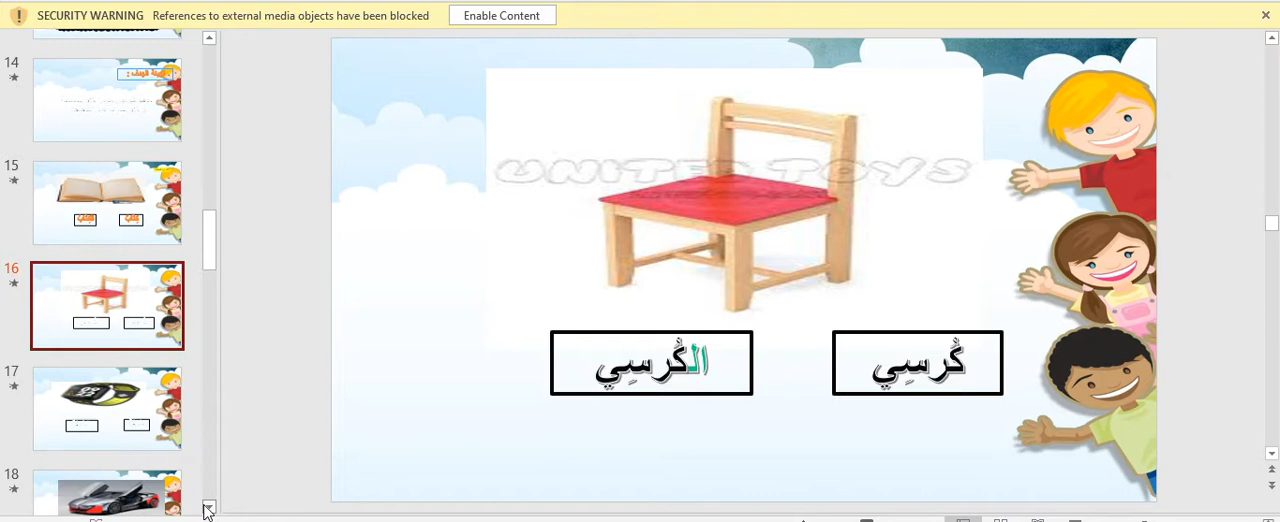 SECURITY WARNING References to external media objects have been blocked Enable Content
14
15
16
17
18
UNITED TOYS
كُرسِي
الكُرسِي